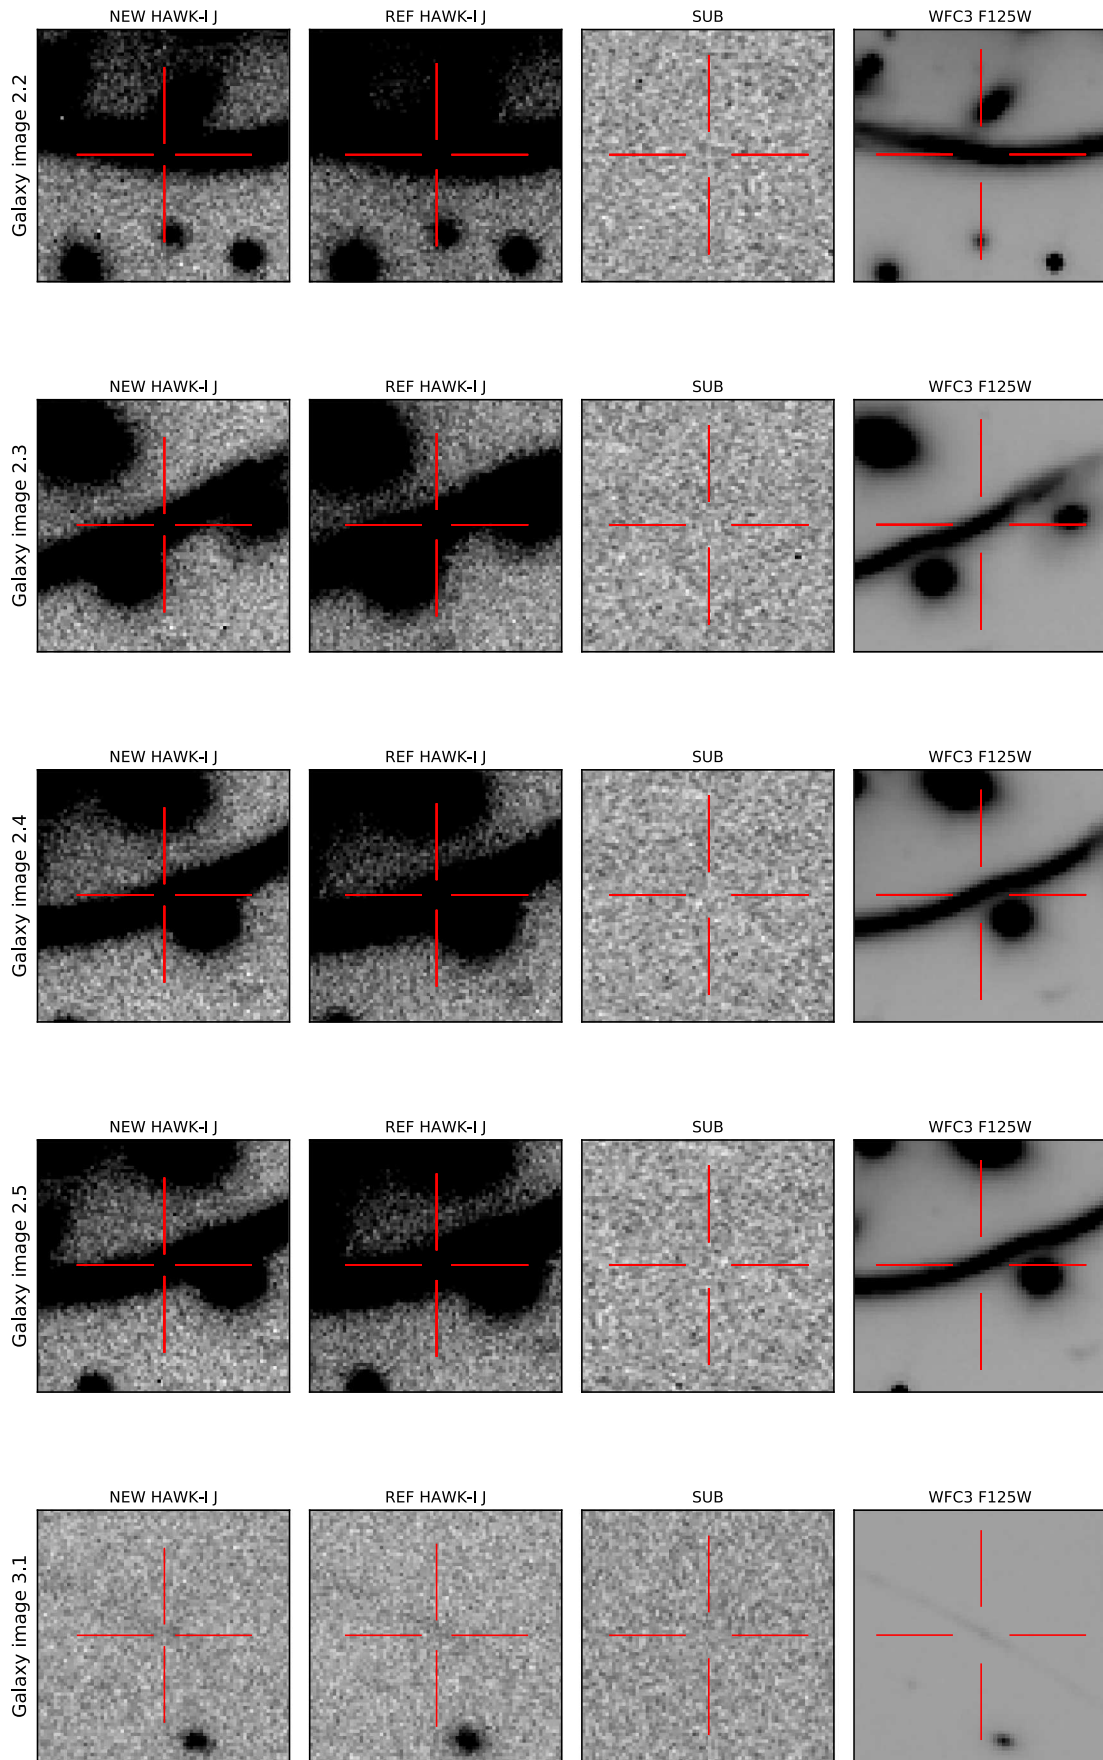 NEW HAWK-I J REF HAWK-I J SUB WFC3 F125W
Galaxy image 2.2
NEW HAWK-I J REF HAWK-I J SUB WFC3 F125W
Galaxy image 2.3
NEW HAWK-I J REF HAWK-I J SUB WFC3 F125W
Galaxy image 2.4
NEW HAWK-I J REF HAWK-I J SUB WFC3 F125W
Galaxy image 2.5
NEW HAWK-I J REF HAWK-I J SUB WFC3 F125W
Galaxy image 3.1